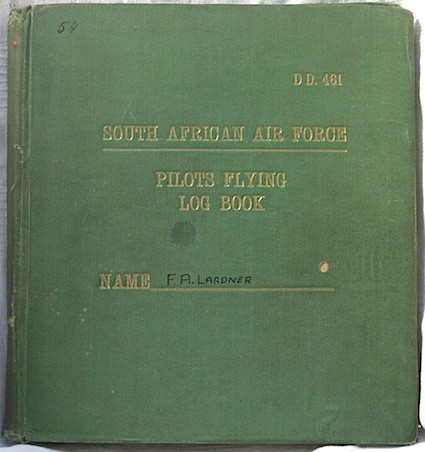 54
D D. 461
SOUTH AFRICAN AIR FORCE
PILOTS FLYING
LOG BOOK
NAME F. A. LARDNER